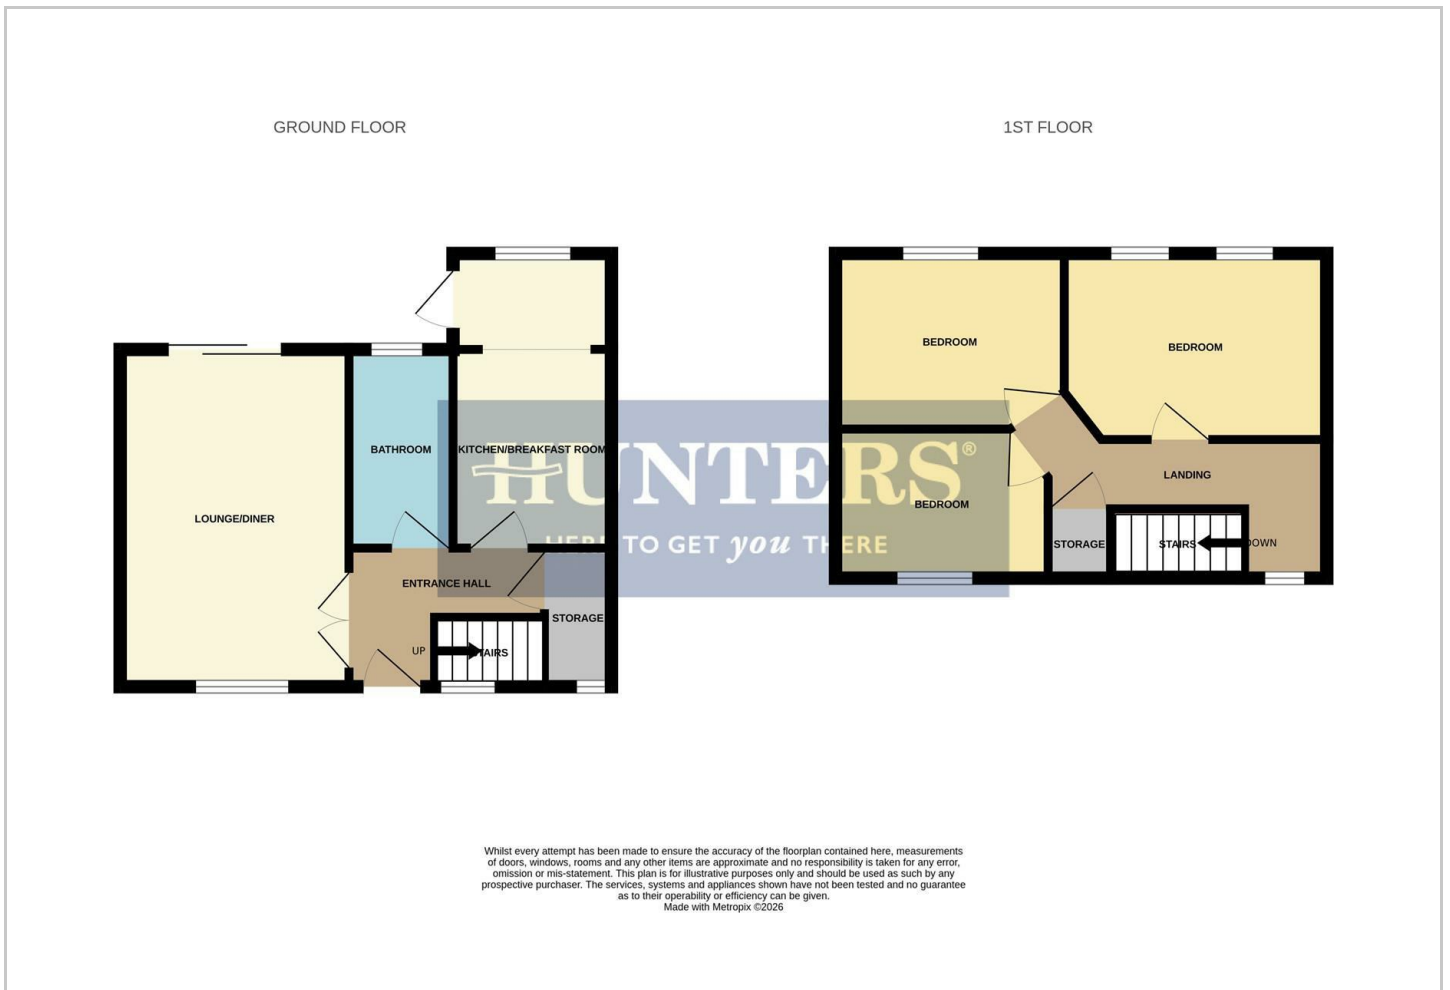 GROUND FLOOR
1ST FLOOR
BEDROOM
BEDROOM
BATHROOM
KITCHEN/BREAKFAST ROOM
HUNTERS®
LANDING
LOUNGE/DINER
BEDROOM
HERE TO GET you THERE
STORAGE
STAIRS
DOWN
ENTRANCE HALL
STORAGE
UP
STAIRS
Whilst every attempt has been made to ensure the accuracy of the floorplan contained here, measurements
of doors, windows, rooms and any other items are approximate and no responsibility is taken for any error,
omission or mis-statement. This plan is for illustrative purposes only and should be used as such by any
prospective purchaser. The services, systems and appliances shown have not been tested and no guarantee
as to their operability or efficiency can be given.
Made with Metropix ©2026